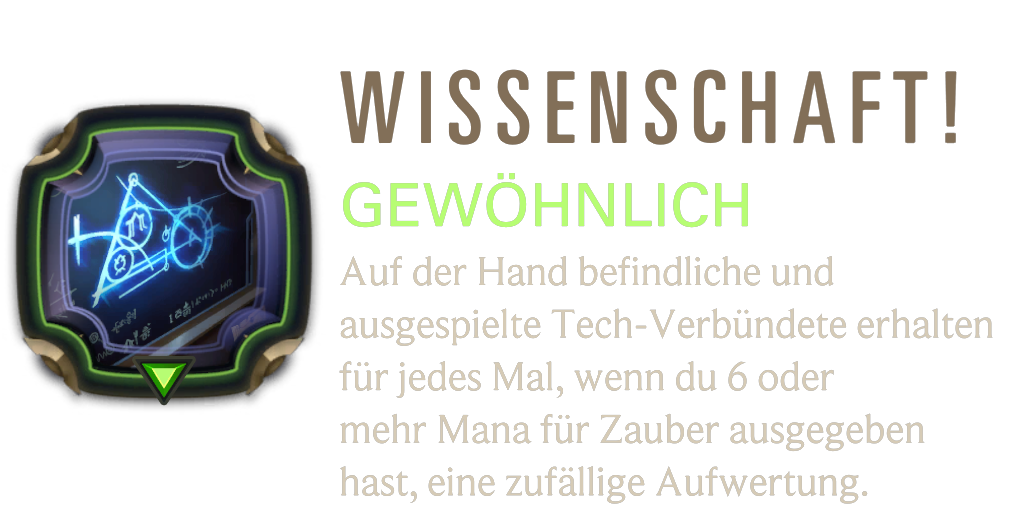 WISSENSCHAFT!
GEWÖHNLICH
Auf der Hand befindliche und
ausgespielte Tech-Verbündete erhalten
für jedes Mal, wenn du 6 oder
mehr Mana für Zauber ausgegeben
hast, eine zufällige Aufwertung.